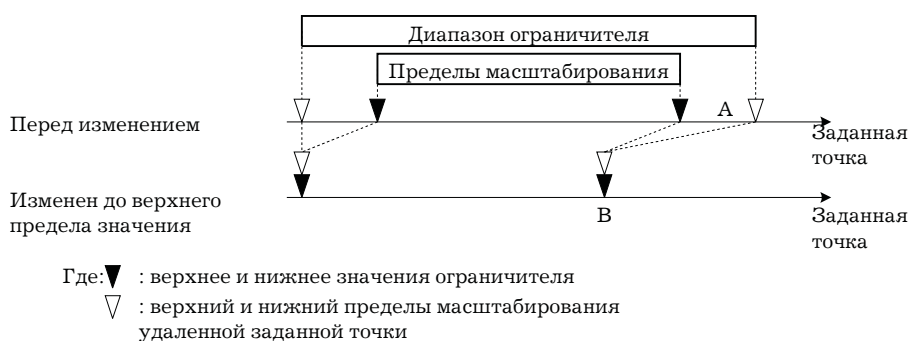 Диапазон ограничителя
Пределы масштабирования
Перед изменением
A
Заданная
точка
Изменен до верхнего
предела значения
B
Заданная
точка
Где: : верхнее и нижнее значения ограничителя
: верхний и нижний пределы масштабирования
удаленной заданной точки